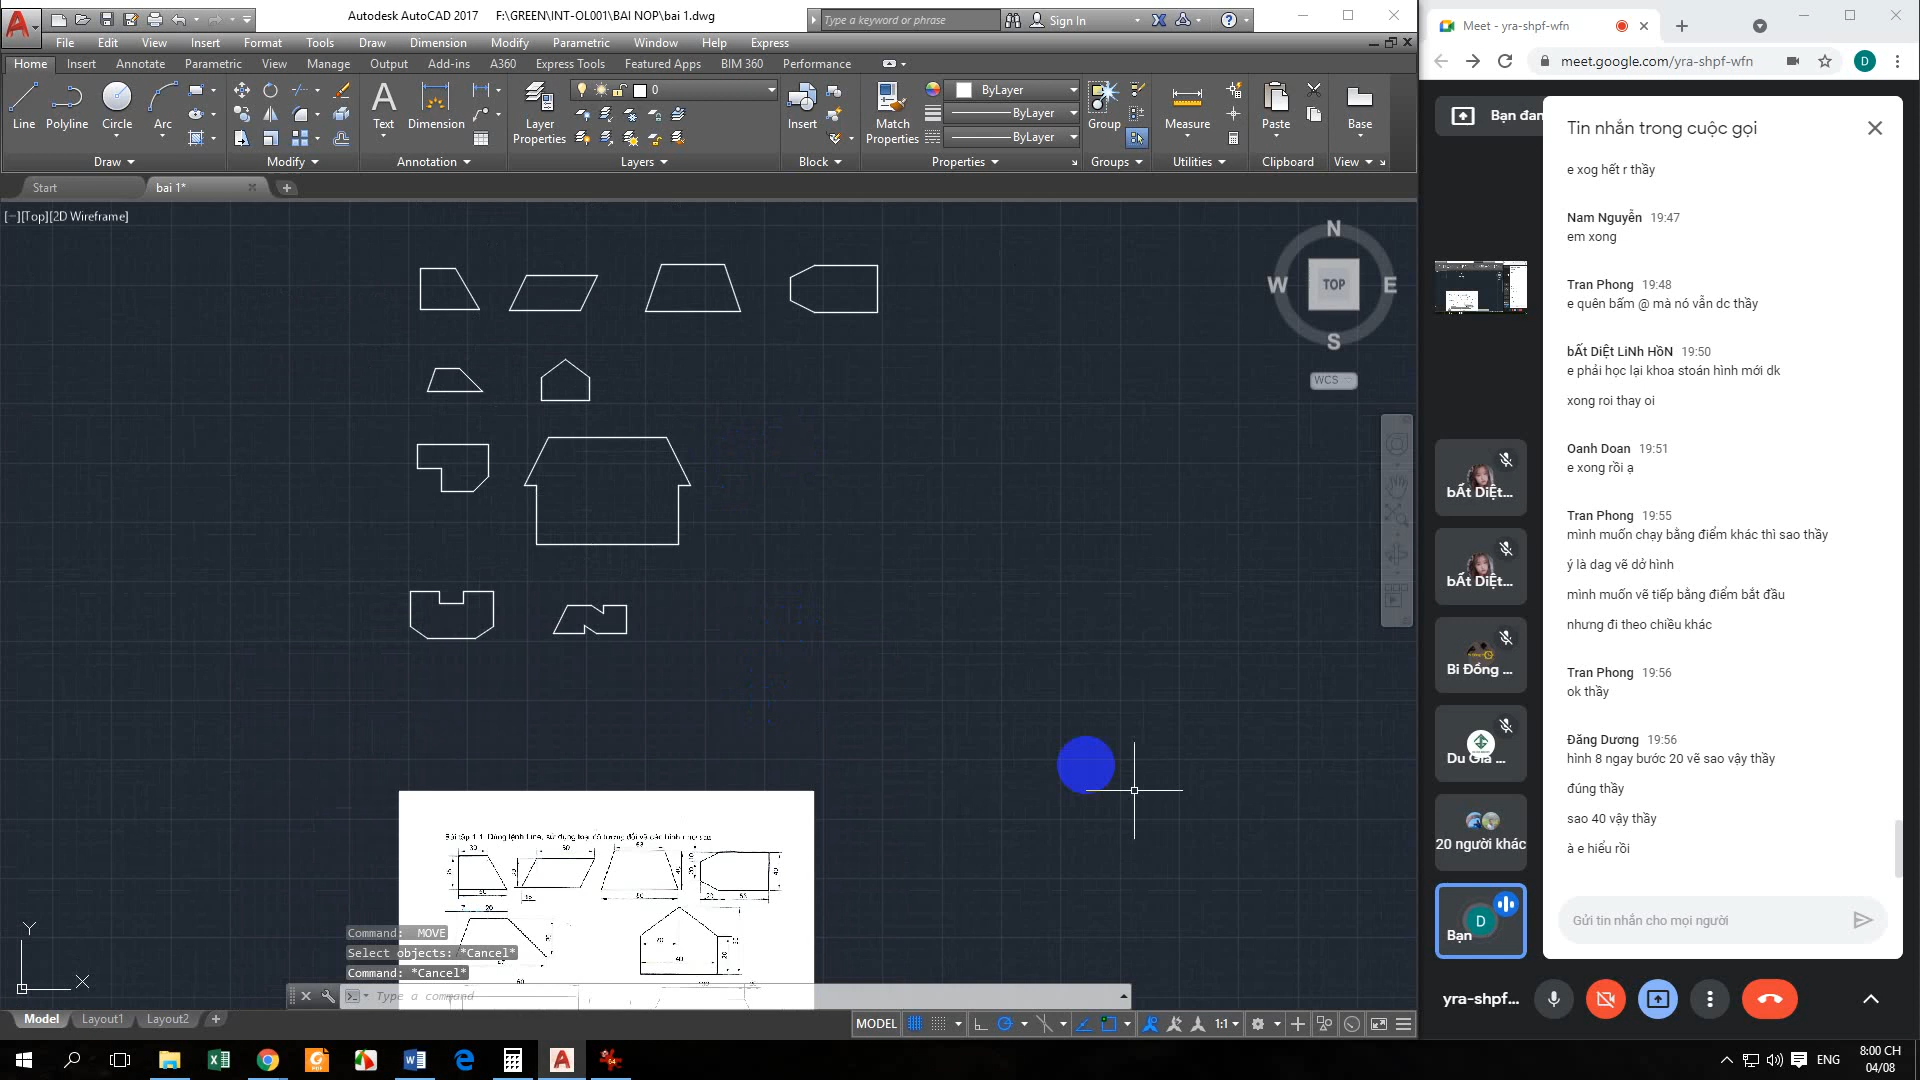 Autodesk AutoCAD 2017 F:\GREEN\INT-OL001\BAI NOP\bai 1.dwg
Type a keyword or phrase
Sign In
File Edit View Insert Format Tools Draw Dimension Modify Parametric Window Help Express
Home Insert Annotate Parametric View Manage Output Add-ins A360 Express Tools Featured Apps BIM 360 Performance
0
ByLayer
ByLayer
ByLayer
Line Polyline Circle Arc
Text Dimension
Layer Properties
Insert
Match Properties
Group
Measure
Paste
Base
Draw Modify Annotation Layers Block Properties Groups Utilities Clipboard View
Start bai 1*
[−][Top][2D Wireframe]
N
W TOP E
S
WCS
Y
X
Command: MOVE
Select objects: *Cancel*
Command: *Cancel*
Type a command
Model Layout1 Layout2
MODEL
1:1
Meet - yra-shpf-wfn
meet.google.com/yra-shpf-wfn
D
Bạn đan
Tin nhắn trong cuộc gọi
e xog hết r thầy
Nam Nguyễn 19:47
em xong
Tran Phong 19:48
e quên bấm @ mà nó vẫn dc thầy
bẤt DiỆt LiNh HồN 19:50
e phải học lại khoa stoán hình mới dk
xong roi thay oi
Oanh Doan 19:51
e xong rồi ạ
Tran Phong 19:55
mình muốn chạy bằng điểm khác thì sao thầy
ý là dag vẽ dở hình
mình muốn vẽ tiếp bằng điểm bắt đầu
nhưng đi theo chiều khác
Tran Phong 19:56
ok thầy
Đăng Dương 19:56
hình 8 ngay bước 20 vẽ sao vậy thầy
đúng thầy
sao 40 vậy thầy
à e hiểu rồi
Gửi tin nhắn cho mọi người
bẤt DiỆt...
bẤt DiỆt...
Bi Đồng ...
Du Gia ...
20 người khác
D
Bạn
yra-shpf...
ENG
8:00 CH
04/08